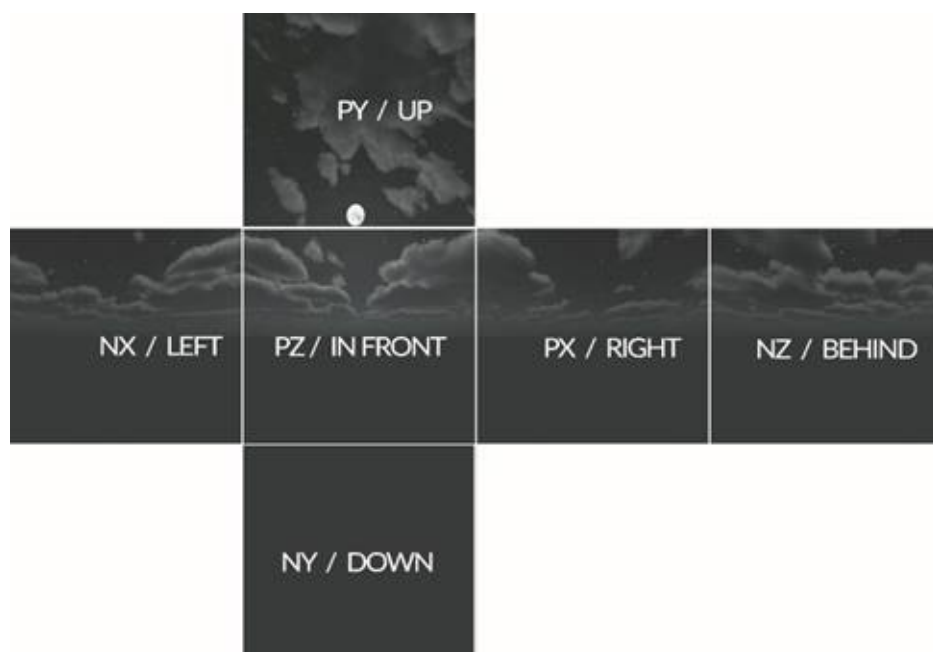 PY / UP
NX / LEFT
PZ / IN FRONT
PX / RIGHT
NZ / BEHIND
NY / DOWN